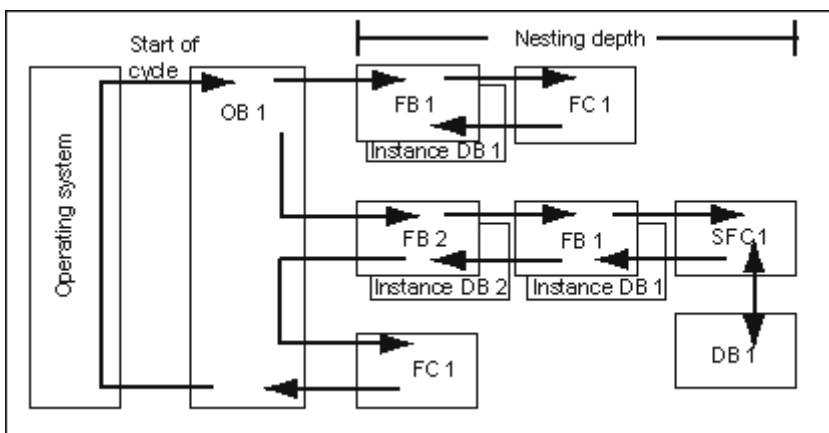 Start of
cycle
Nesting depth
Operating system
OB 1
FB 1
FC 1
Instance DB 1
FB 2
FB 1
SFC 1
Instance DB 2
Instance DB 1
FC 1
DB 1